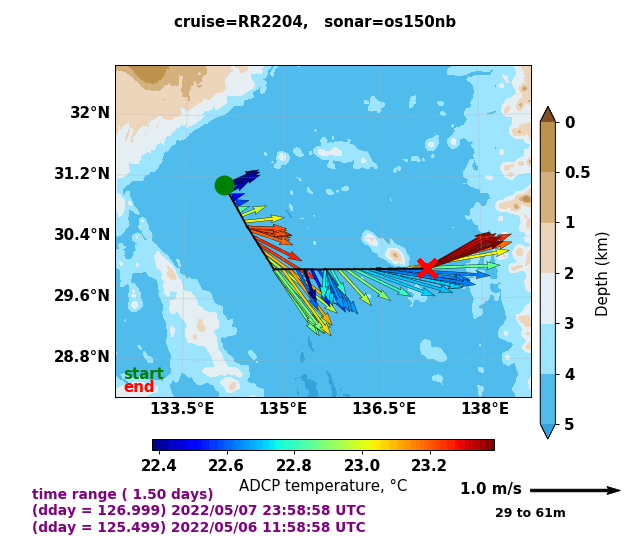 cruise=RR2204,   sonar=os150nb
32°N
31.2°N
30.4°N
29.6°N
28.8°N
start
end
133.5°E
135°E
136.5°E
138°E
0
0.5
1
2
3
4
5
Depth (km)
22.4
22.6
22.8
23.0
23.2
ADCP temperature, °C
time range ( 1.50 days)
(dday = 126.999) 2022/05/07 23:58:58 UTC
(dday = 125.499) 2022/05/06 11:58:58 UTC
1.0 m/s
29 to 61m